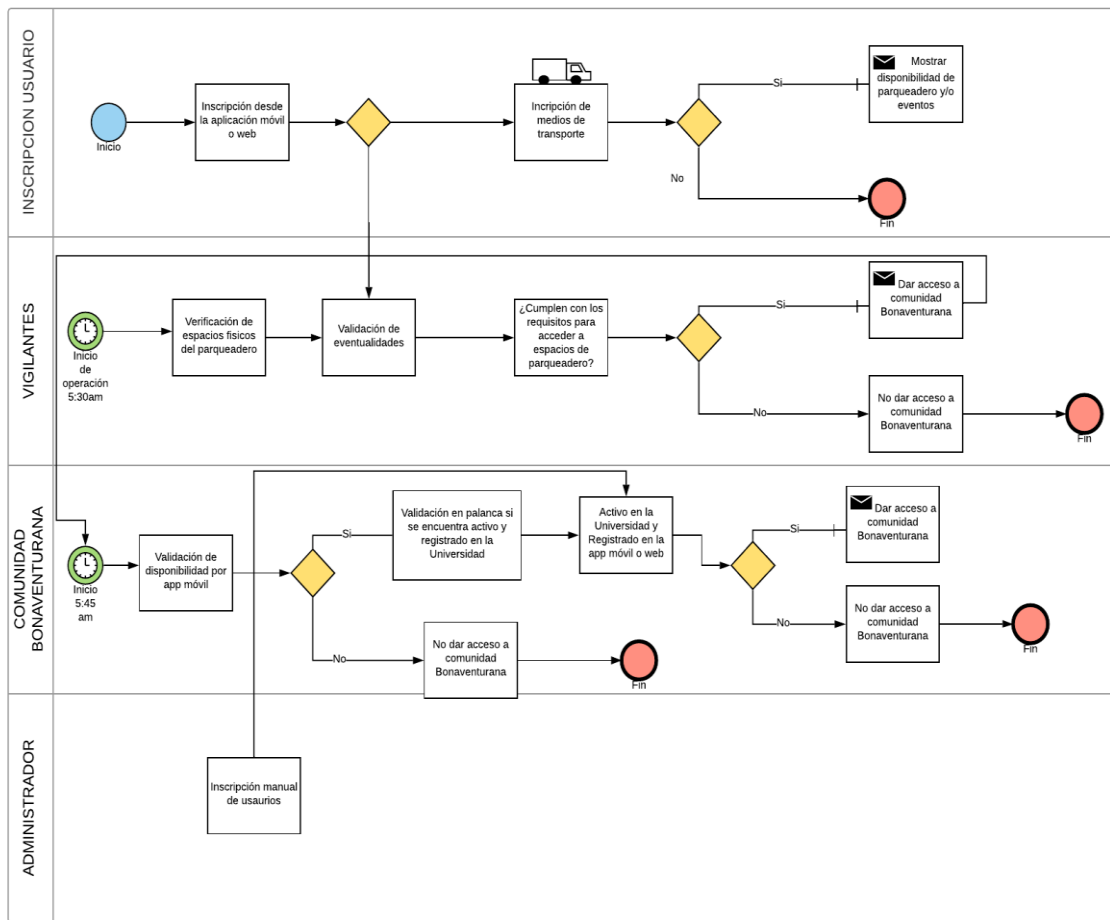 INSCRIPCION USUARIO
Inicio
Inscripción desde
la aplicación móvil
o web
Incripción de
medios de
transporte
Si
Mostrar
disponibilidad de
parqueadero y/o
eventos
No
Fin
VIGILANTES
Inicio
de
operación
5:30am
Verificación de
espacios fisicos
del parqueadero
Validación de
eventualidades
¿Cumplen con los
requisitos para
acceder a
espacios de
parqueadero?
Si
Dar acceso a
comunidad
Bonaventurana
No
No dar acceso a
comunidad
Bonaventurana
Fin
COMUNIDAD
BONAVENTURANA
Inicio
5:45
am
Validación de
disponibilidad por
app móvil
Si
Validación en palanca si
se encuentra activo y
registrado en la
Universidad
Activo en la
Universidad y
Registrado en la
app móvil o web
Si
Dar acceso a
comunidad
Bonaventurana
No
No dar acceso a
comunidad
Bonaventurana
Fin
No
No dar acceso a
comunidad
Bonaventurana
Fin
ADMINISTRADOR
Inscripción manual
de usaurios